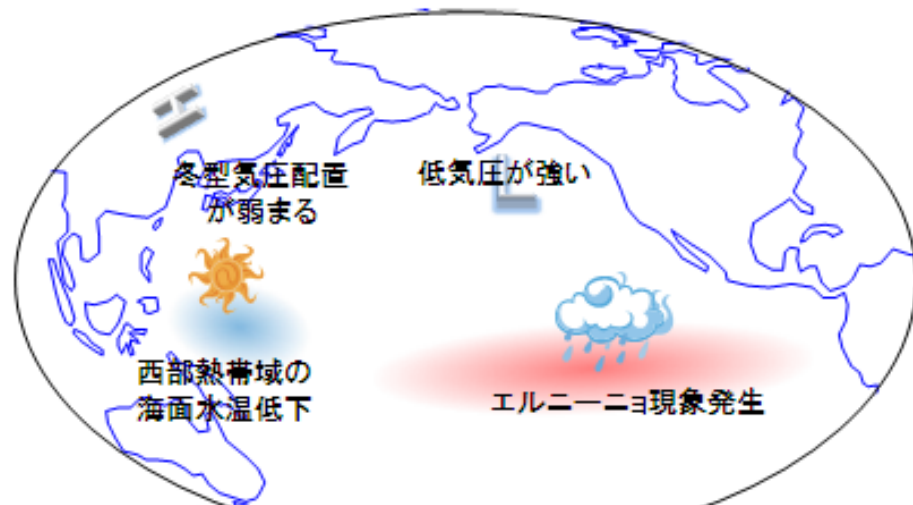 H
冬型気圧配置
が弱まる
低気圧が強い
L
西部熱帯域の
海面水温低下
エルニーニョ現象発生